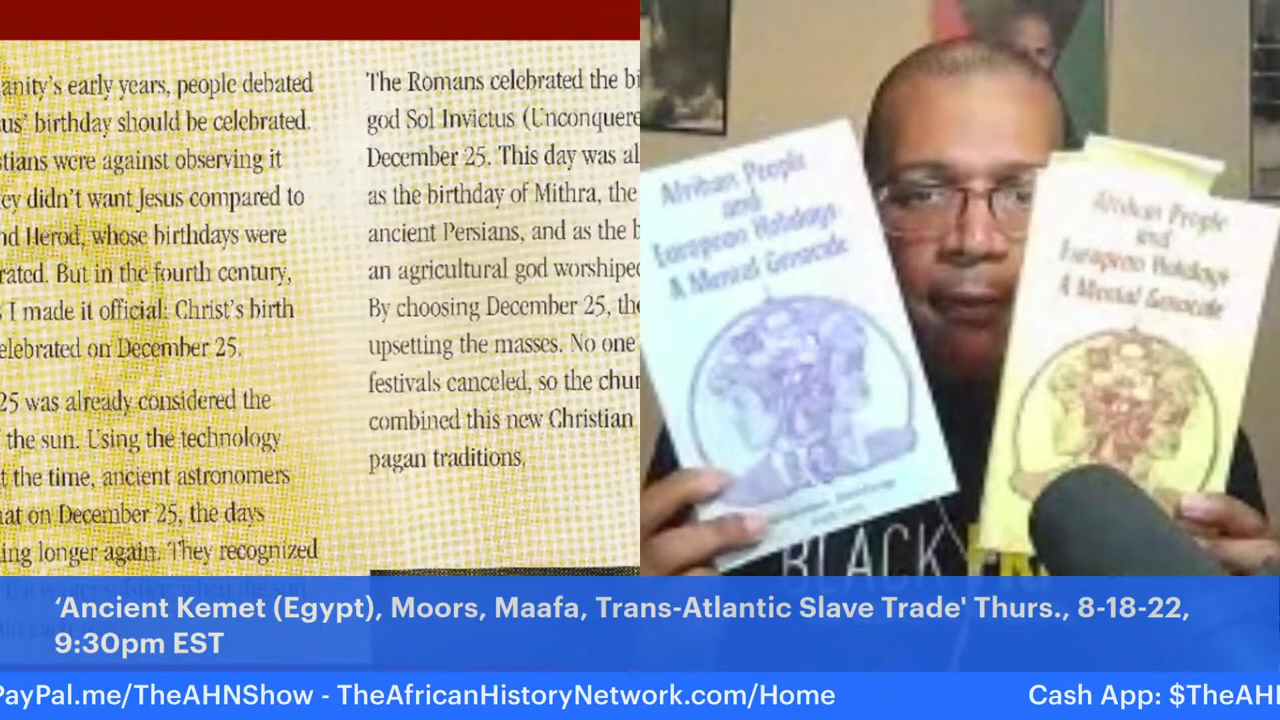 anity's early years, people debated
us' birthday should be celebrated.
stians were against observing it
ey didn't want Jesus compared to
nd Herod, whose birthdays were
rated. But in the fourth century,
s I made it official: Christ's birth
elebrated on December 25.
25 was already considered the
f the sun. Using the technology
t the time, ancient astronomers
hat on December 25, the days
ing longer again. They recognized
The Romans celebrated the bi
god Sol Invictus (Unconquere
December 25. This day was al
as the birthday of Mithra, the
ancient Persians, and as the b
an agricultural god worshiped
By choosing December 25, the
upsetting the masses. No one
festivals canceled, so the chur
combined this new Christian
pagan traditions.
Afrikan People
and
European Holidays:
A Mental Genocide
Afrikan People
and
European Holidays:
A Mental Genocide
BLACK
'Ancient Kemet (Egypt), Moors, Maafa, Trans-Atlantic Slave Trade' Thurs., 8-18-22,
9:30pm EST
PayPal.me/TheAHNShow - TheAfricanHistoryNetwork.com/Home
Cash App: $TheAH